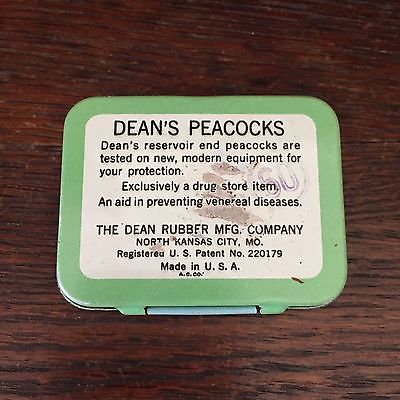 DEAN'S PEACOCKS
Dean's reservoir end peacocks are
tested on new, modern equipment for
your protection.
Exclusively a drug store item.
An aid in preventing venereal diseases.
50
THE DEAN RUBBER MFG. COMPANY
NORTH KANSAS CITY, MO.
Registered U. S. Patent No. 220179
Made in U. S. A.
A.C.CO.